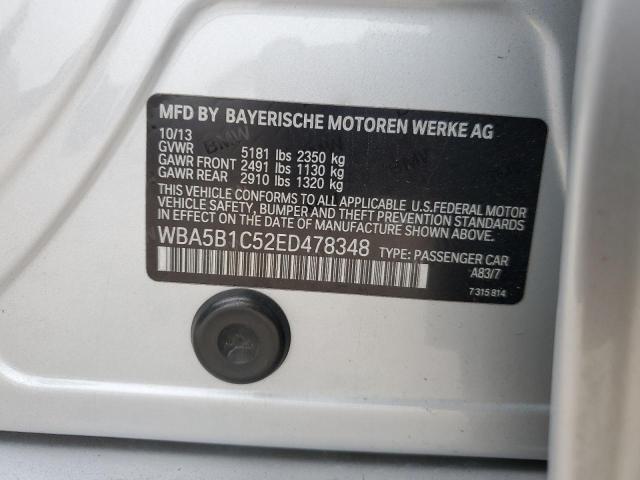 MFD BY BAYERISCHE MOTOREN WERKE AG
10/13
GVWR 5181 lbs 2350 kg
GAWR FRONT 2491 lbs 1130 kg
GAWR REAR 2910 lbs 1320 kg
THIS VEHICLE CONFORMS TO ALL APPLICABLE U.S.FEDERAL MOTOR
VEHICLE SAFETY, BUMPER AND THEFT PREVENTION STANDARDS
IN EFFECT ON THE DATE OF MANUFACTURE SHOWN ABOVE.
WBA5B1C52ED478348 TYPE: PASSENGER CAR
A83/7
7315814